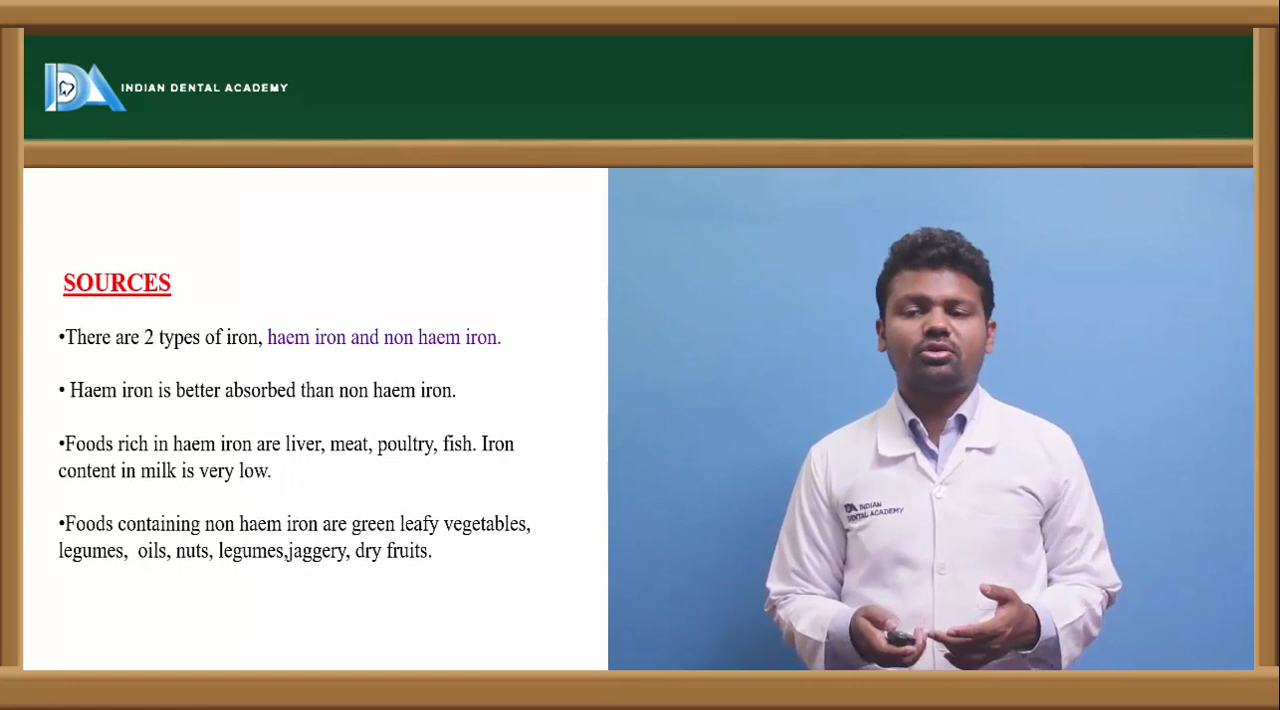 IDA INDIAN DENTAL ACADEMY
SOURCES
•There are 2 types of iron, haem iron and non haem iron.
• Haem iron is better absorbed than non haem iron.
•Foods rich in haem iron are liver, meat, poultry, fish. Iron
content in milk is very low.
•Foods containing non haem iron are green leafy vegetables,
legumes,  oils, nuts, legumes,jaggery, dry fruits.
IDA INDIAN
DENTAL ACADEMY